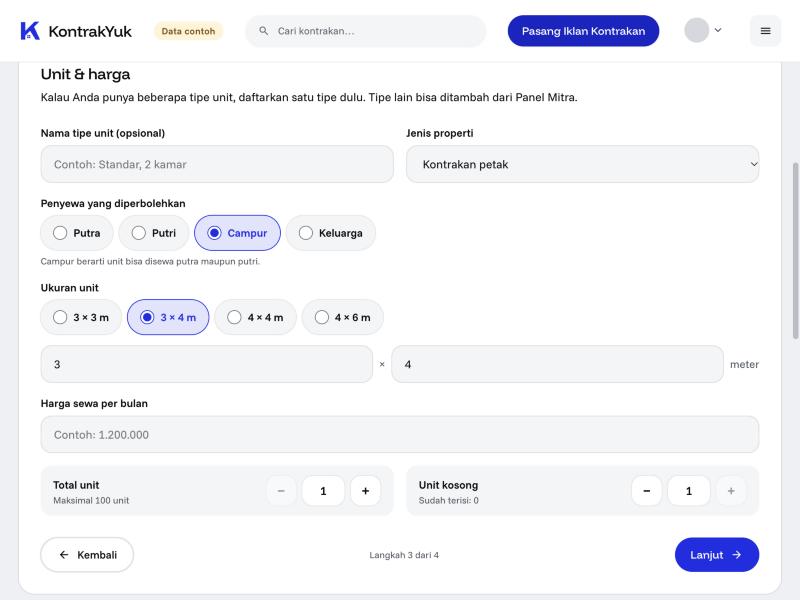 KontrakYuk
Data contoh
Cari kontrakan...
Pasang Iklan Kontrakan
Unit & harga
Kalau Anda punya beberapa tipe unit, daftarkan satu tipe dulu. Tipe lain bisa ditambah dari Panel Mitra.
Nama tipe unit (opsional)
Jenis properti
Contoh: Standar, 2 kamar
Kontrakan petak
Penyewa yang diperbolehkan
Putra
Putri
Campur
Keluarga
Campur berarti unit bisa disewa putra maupun putri.
Ukuran unit
3 × 3 m
3 × 4 m
4 × 4 m
4 × 6 m
3
×
4
meter
Harga sewa per bulan
Contoh: 1.200.000
Total unit
Maksimal 100 unit
− 1 +
Unit kosong
Sudah terisi: 0
− 1 +
Kembali
Langkah 3 dari 4
Lanjut